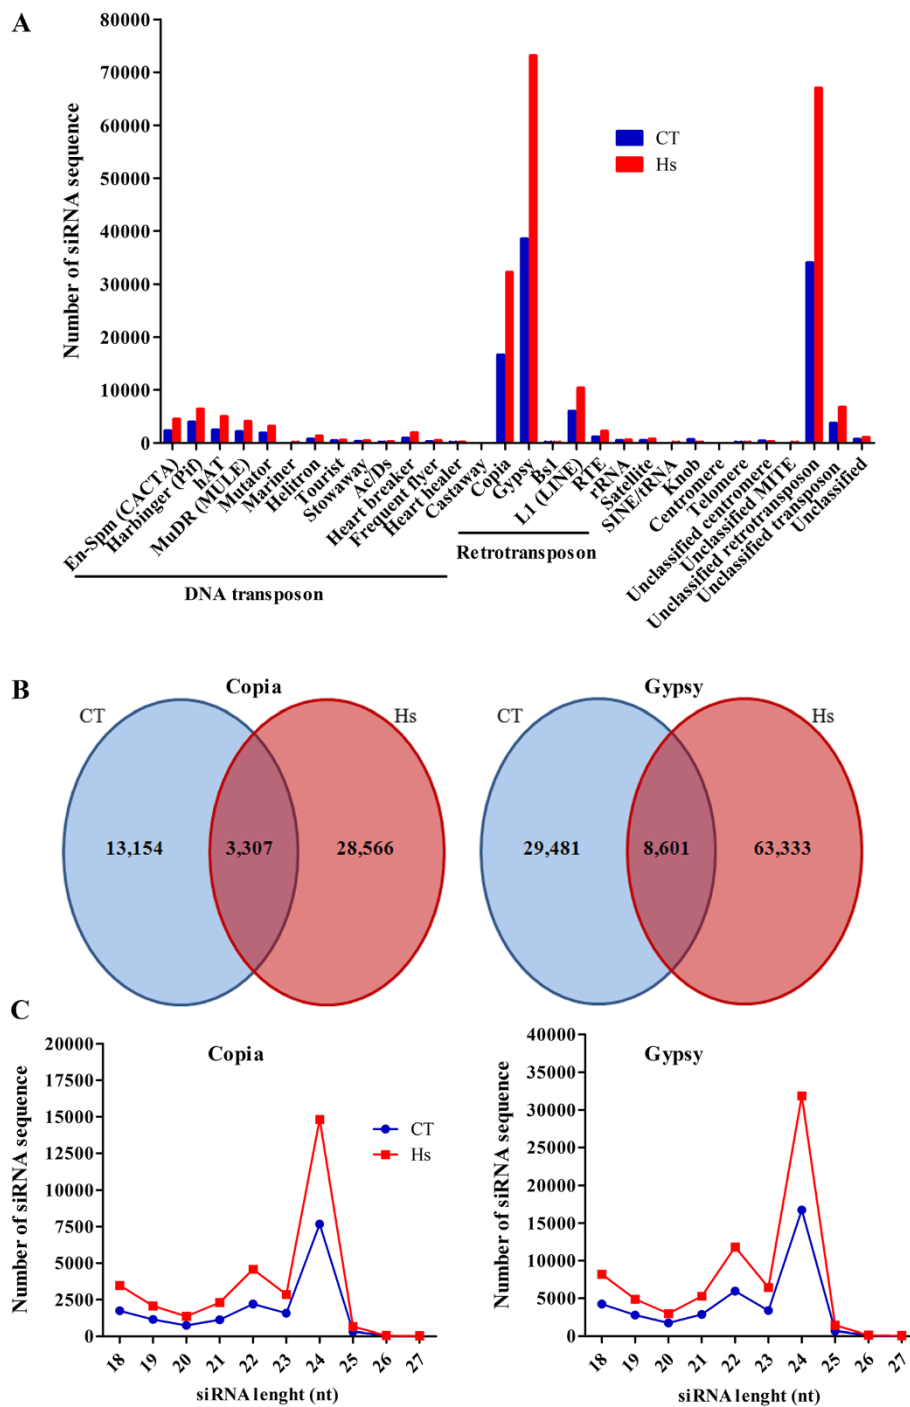 A
80000
70000
60000
50000
40000
30000
20000
10000
0
Number of siRNA sequence
CT
Hs
En-Spm (CACTA)
Harbinger (Pif)
hAT
MuDR (MULE)
Mutator
Mariner
Helitron
Tourist
Stowaway
Ac/Ds
Heart breaker
Frequent flyer
Heart healer
Castaway
Copia
Gypsy
Bs1
L1 (LINE)
RTE
rRNA
Satellite
SINE/tRNA
Knob
Centromere
Telomere
Unclassified centromere
Unclassified MITE
Unclassified retrotransposon
Unclassified transposon
Unclassified
DNA transposon
Retrotransposon
B
Copia
CT
Hs
13,154
3,307
28,566
Gypsy
CT
Hs
29,481
8,601
63,333
C
Copia
20000
17500
15000
12500
10000
7500
5000
2500
0
Number of siRNA sequence
CT
Hs
18 19 20 21 22 23 24 25 26 27
siRNA lenght (nt)
Gypsy
40000
35000
30000
25000
20000
15000
10000
5000
0
Number of siRNA sequence
18 19 20 21 22 23 24 25 26 27
siRNA lenght (nt)